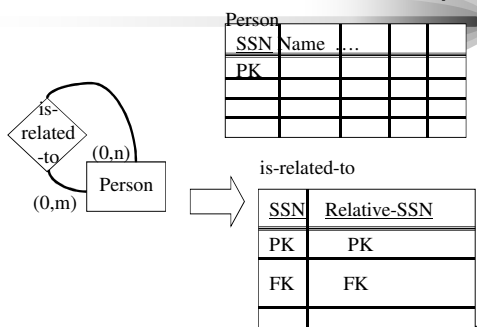 Person
SSN Name ....
PK
is-
related
-to
(0,n)
Person
(0,m)
is-related-to
SSN Relative-SSN
PK PK
FK FK